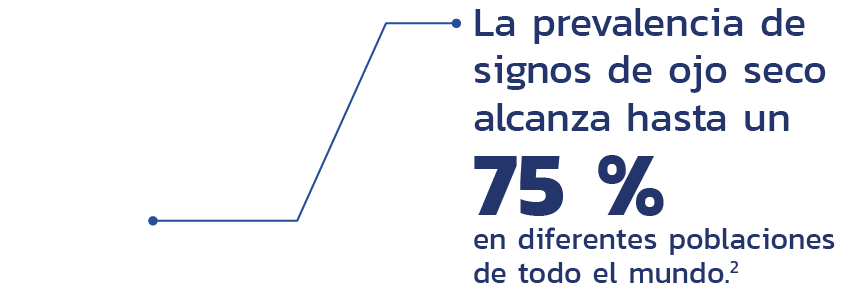 La prevalencia de
signos de ojo seco
alcanza hasta un
75 %
en diferentes poblaciones
de todo el mundo.²